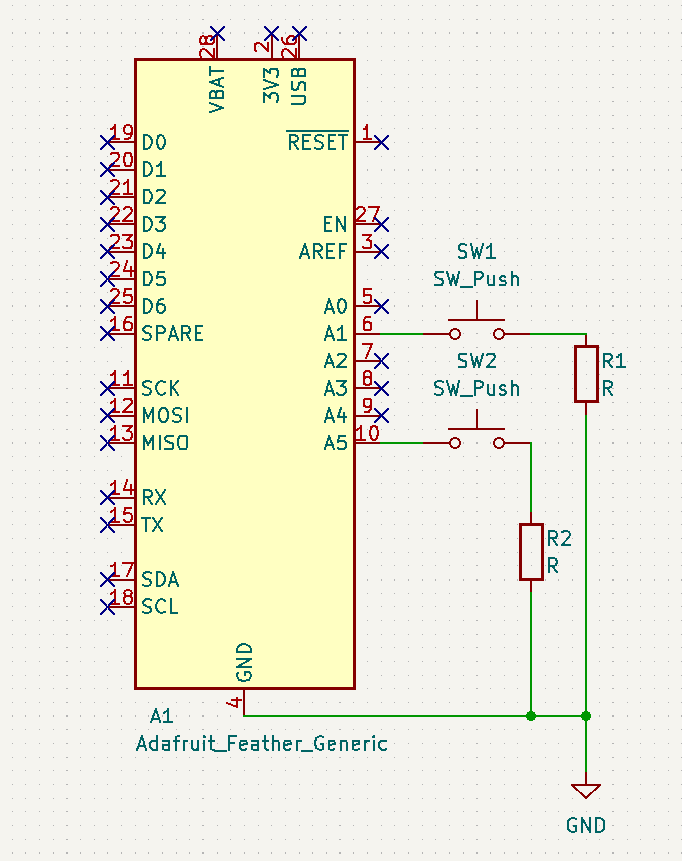 28 2 26
VBAT 3V3 USB
19 D0 RESET 1
20 D1
21 D2
22 D3 EN 27
23 D4 AREF 3 SW1
24 D5 SW_Push
25 D6 A0 5
16 SPARE A1 6
A2 7 SW2 R1
11 SCK A3 8 SW_Push R
12 MOSI A4 9
13 MISO A5 10
14 RX
15 TX R2
R
17 SDA
18 SCL
GND
4
A1
Adafruit_Feather_Generic
GND